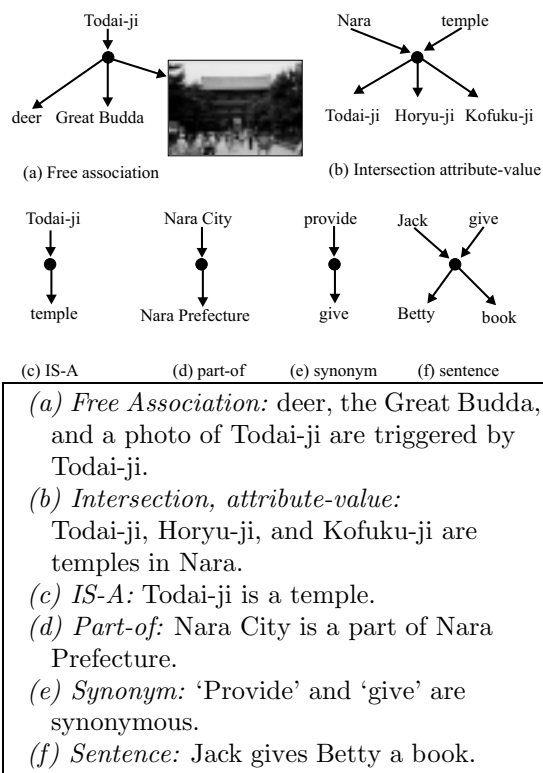 Todai-ji
deer Great Budda
(a) Free association
Nara temple
Todai-ji Horyu-ji Kofuku-ji
(b) Intersection attribute-value
Todai-ji
temple
(c) IS-A
Nara City
Nara Prefecture
(d) part-of
provide
give
(e) synonym
Jack give
Betty book
(f) sentence
(a) Free Association: deer, the Great Budda,
and a photo of Todai-ji are triggered by
Todai-ji.
(b) Intersection, attribute-value:
Todai-ji, Horyu-ji, and Kofuku-ji are
temples in Nara.
(c) IS-A: Todai-ji is a temple.
(d) Part-of: Nara City is a part of Nara
Prefecture.
(e) Synonym: ‘Provide’ and ‘give’ are
synonymous.
(f) Sentence: Jack gives Betty a book.